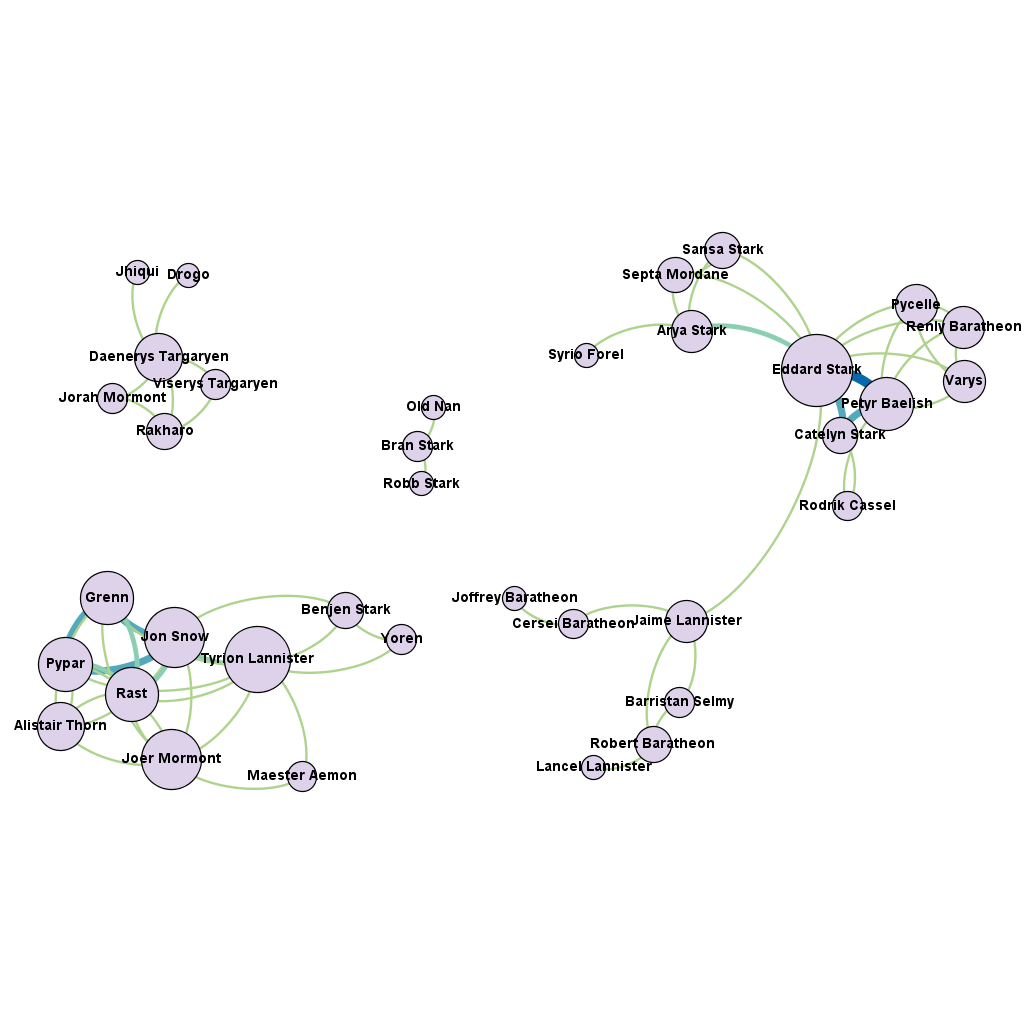 Sansa Stark
Septa Mordane
Jhiqui
Drogo
Pycelle
Renly Baratheon
Arya Stark
Syrio Forel
Daenerys Targaryen
Eddard Stark
Viserys Targaryen
Varys
Jorah Mormont
Petyr Baelish
Old Nan
Rakharo
Catelyn Stark
Bran Stark
Robb Stark
Rodrik Cassel
Grenn
Joffrey Baratheon
Benjen Stark
Cersei Baratheon
Jaime Lannister
Jon Snow
Yoren
Tyrion Lannister
Pypar
Rast
Barristan Selmy
Alistair Thorn
Robert Baratheon
Joer Mormont
Lancel Lannister
Maester Aemon